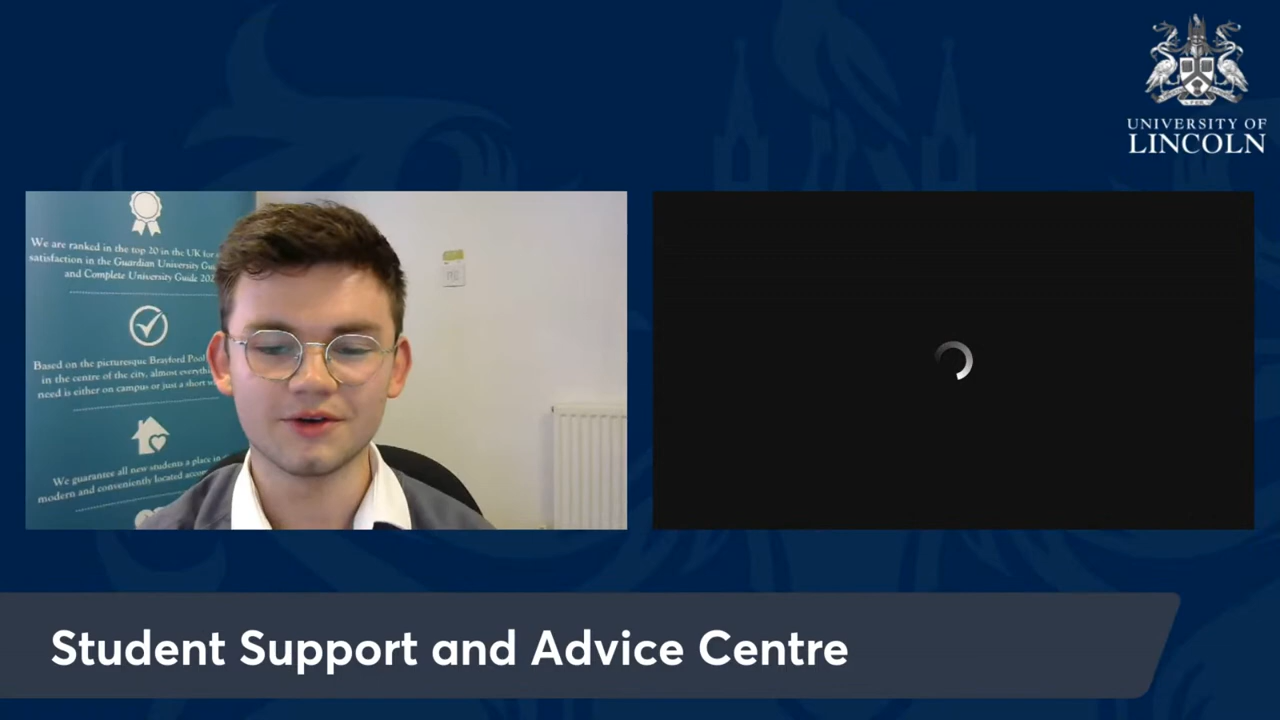 UNIVERSITY OF
LINCOLN
We are ranked in the top 20 in the UK for
satisfaction in the Guardian University
and Complete University Guide
Based on the picturesque Brayford Pool
in the centre of the city, almost
need is either on campus or just a short
We guarantee all new students a place in
modern and conveniently located
Student Support and Advice Centre